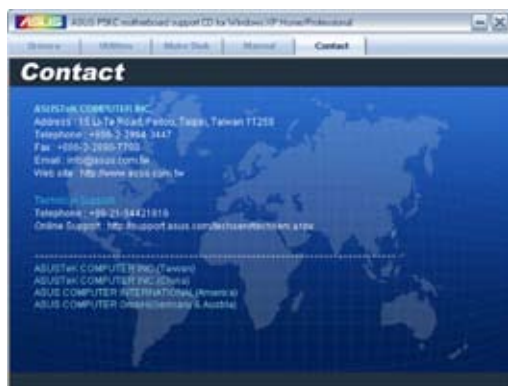 ASUS P5KC motherboard support CD for Windows XP Home/Professional
Drivers Utilities Make Disk Manual Contact
Contact
ASUSTeK COMPUTER INC.
Address : 15 Li-Te Road, Peitou, Taipei, Taiwan 11259
Telephone : +886-2-2894-3447
Fax : +886-2-2890-7798
Email : info@asus.com.tw
Web site : http://www.asus.com.tw
Technical Support
Telephone : +86-21-54421616
Online Support : http://support.asus.com/techserv/techserv.aspx
ASUSTeK COMPUTER INC.(Taiwan)
ASUSTeK COMPUTER INC.(China)
ASUS COMPUTER INTERNATIONAL(America)
ASUS COMPUTER GmbH(Germany & Austria)